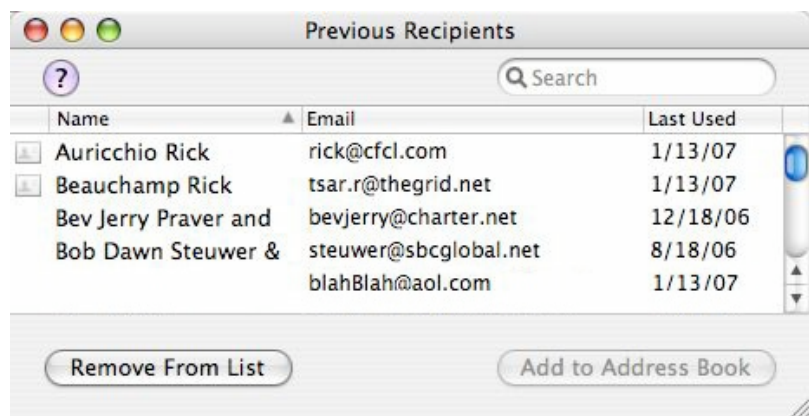 Previous Recipients
?
Search
Name Email Last Used
Auricchio Rick rick@cfcl.com 1/13/07
Beauchamp Rick tsar.r@thegrid.net 1/13/07
Bev Jerry Praver and bevjerry@charter.net 12/18/06
Bob Dawn Steuwer & steuwer@sbcglobal.net 8/18/06
blahBlah@aol.com 1/13/07
Remove From List Add to Address Book